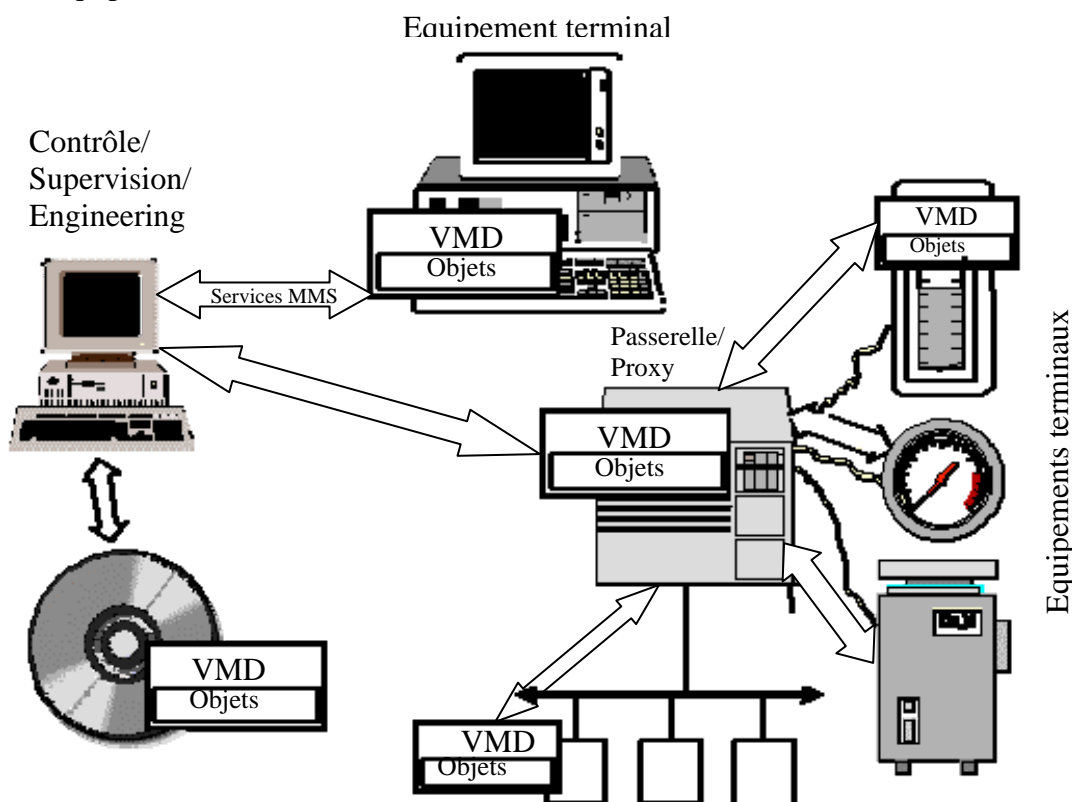 Equipement terminal
Contrôle/
Supervision/
Engineering
VMD
Objets
VMD
Objets
Services MMS
Passerelle/
Proxy
VMD
Objets
Equipements terminaux
VMD
Objets
VMD
Objets